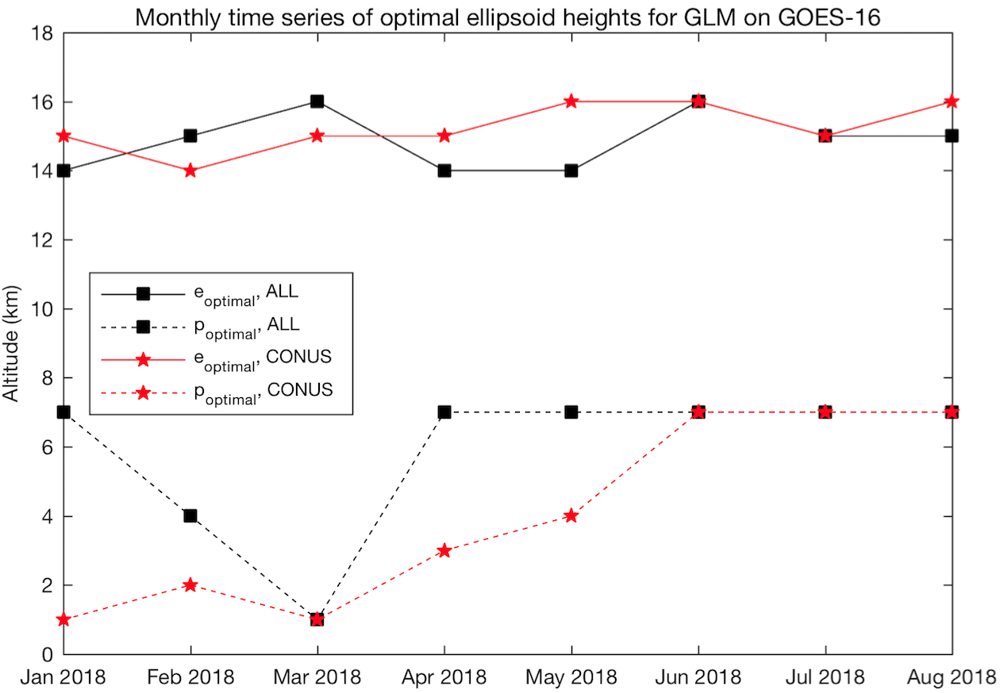 Monthly time series of optimal ellipsoid heights for GLM on GOES-16
18
16
14
12
10
8
6
4
2
0
Altitude (km)
e_optimal, ALL
p_optimal, ALL
e_optimal, CONUS
p_optimal, CONUS
Jan 2018 Feb 2018 Mar 2018 Apr 2018 May 2018 Jun 2018 Jul 2018 Aug 2018